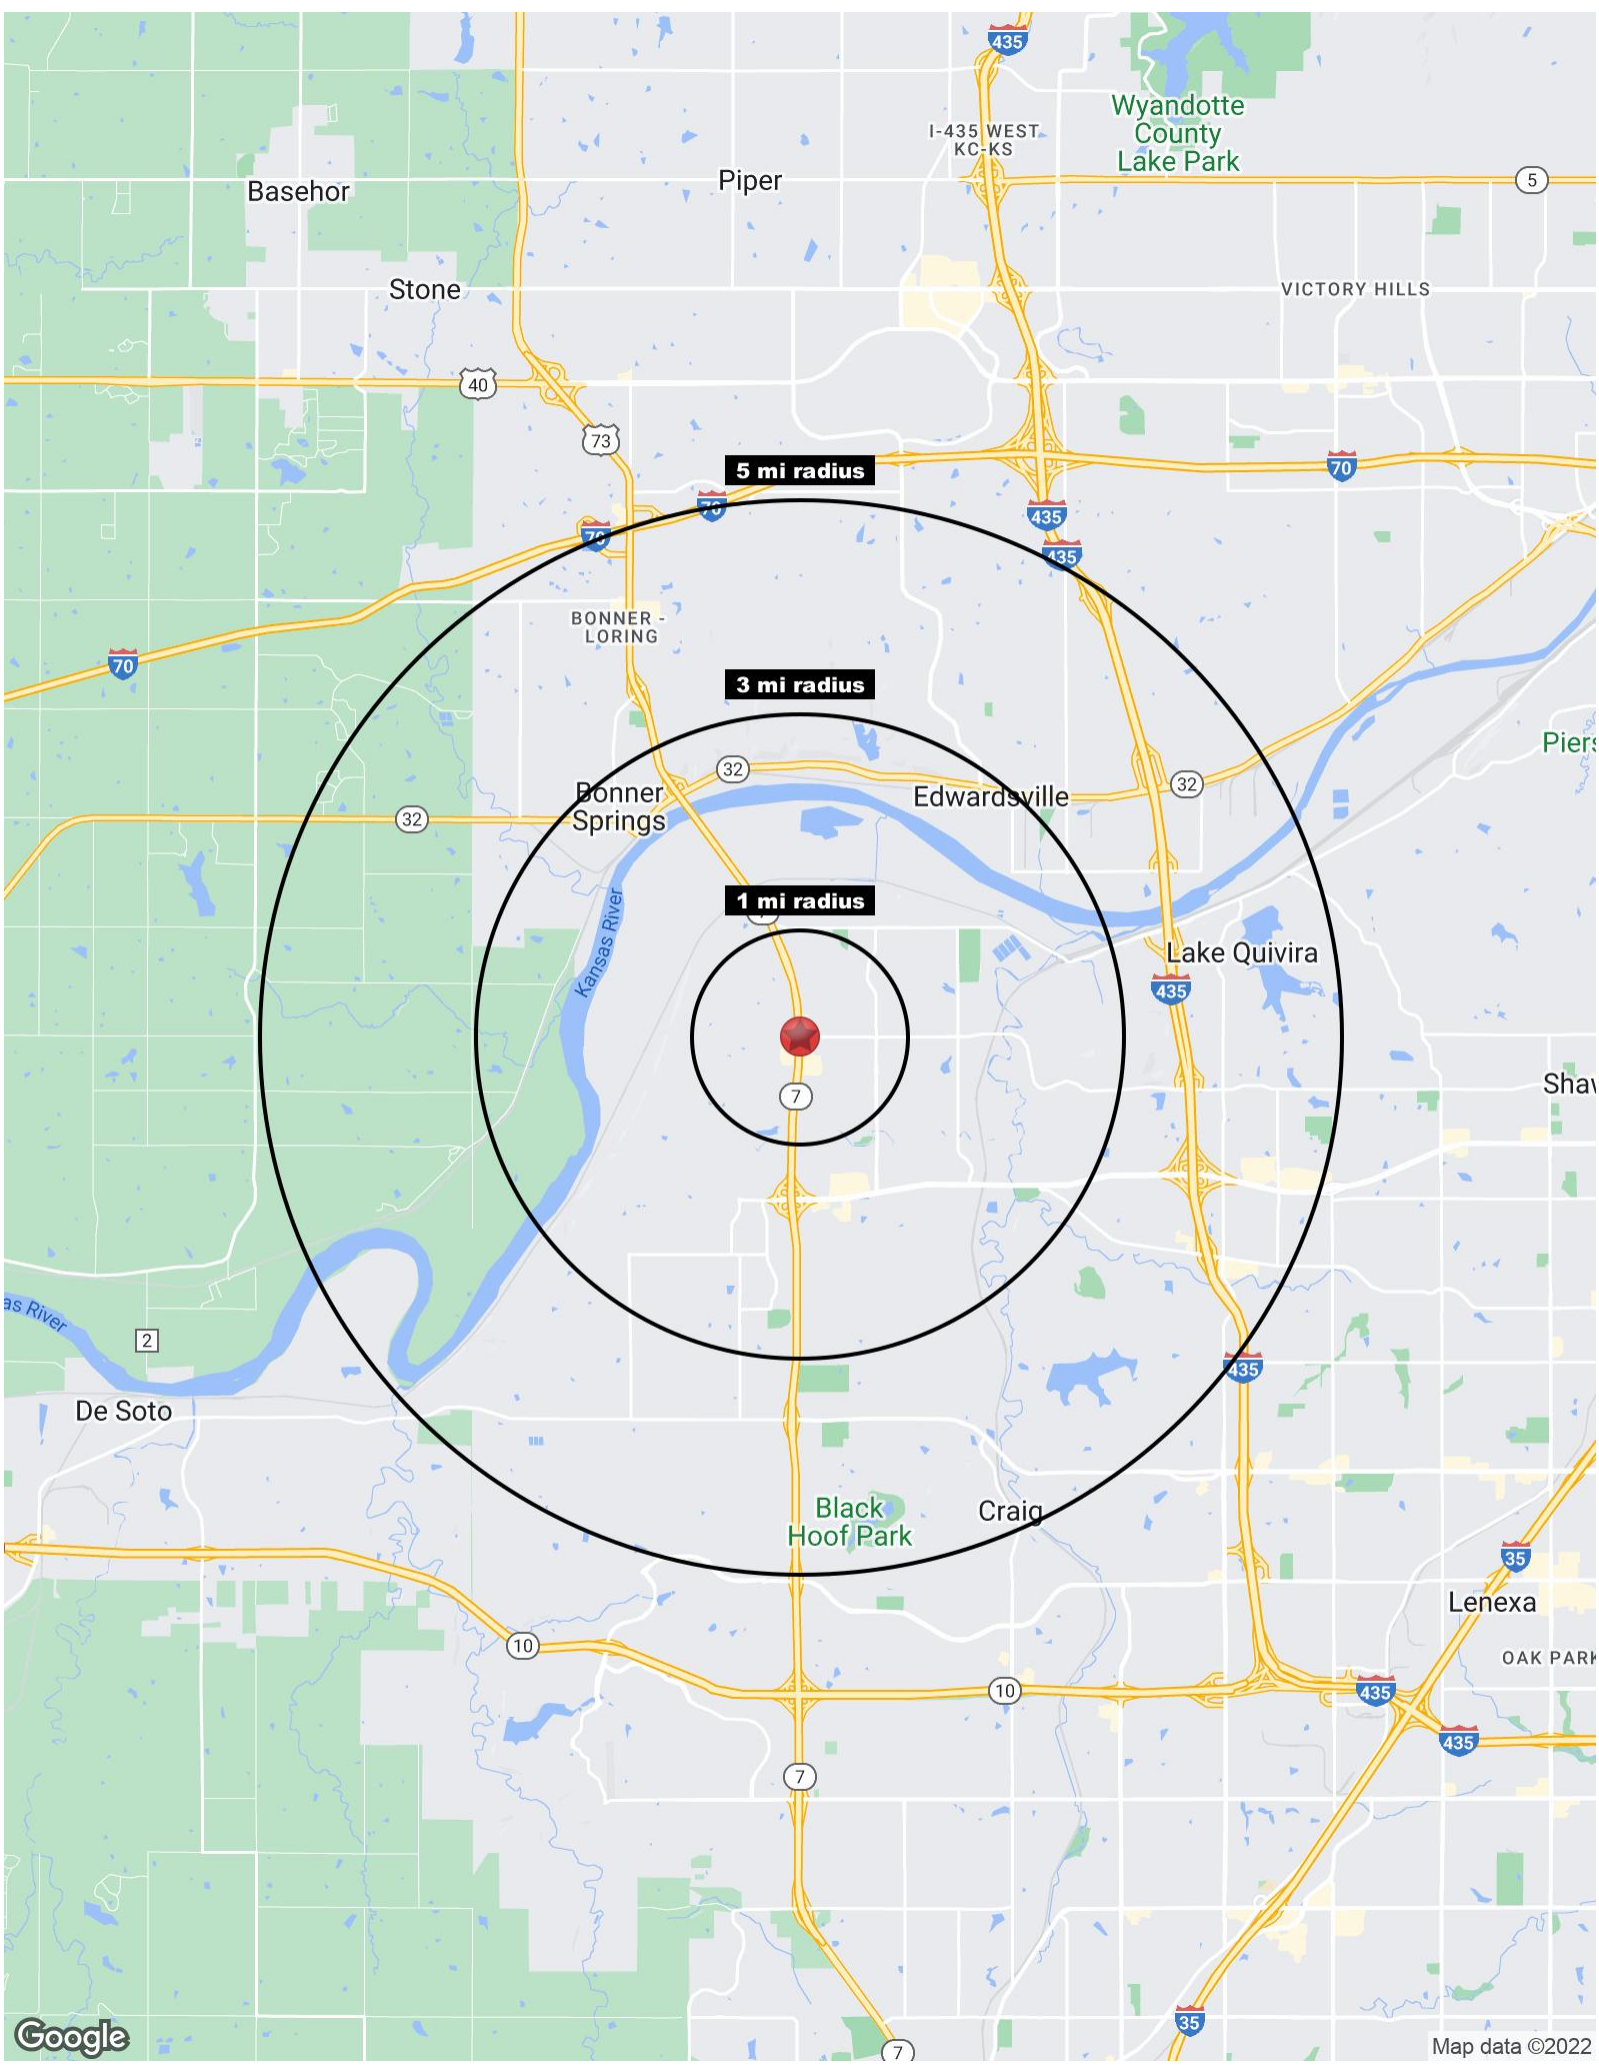 435
Wyandotte
County
Lake Park
I-435 WEST
KC-KS
Piper
5
Basehor
Stone
VICTORY HILLS
40
73
70
5 mi radius
70
435
70
435
BONNER -
LORING
70
3 mi radius
Piers
32
32
Bonner
Springs
Edwardsville
32
1 mi radius
Kansas River
Lake Quivira
435
Shaw
7
as River
2
435
De Soto
Black
Hoof Park
Craig
35
Lenexa
10
OAK PARK
10
435
435
7
35
7
Google
Map data ©2022